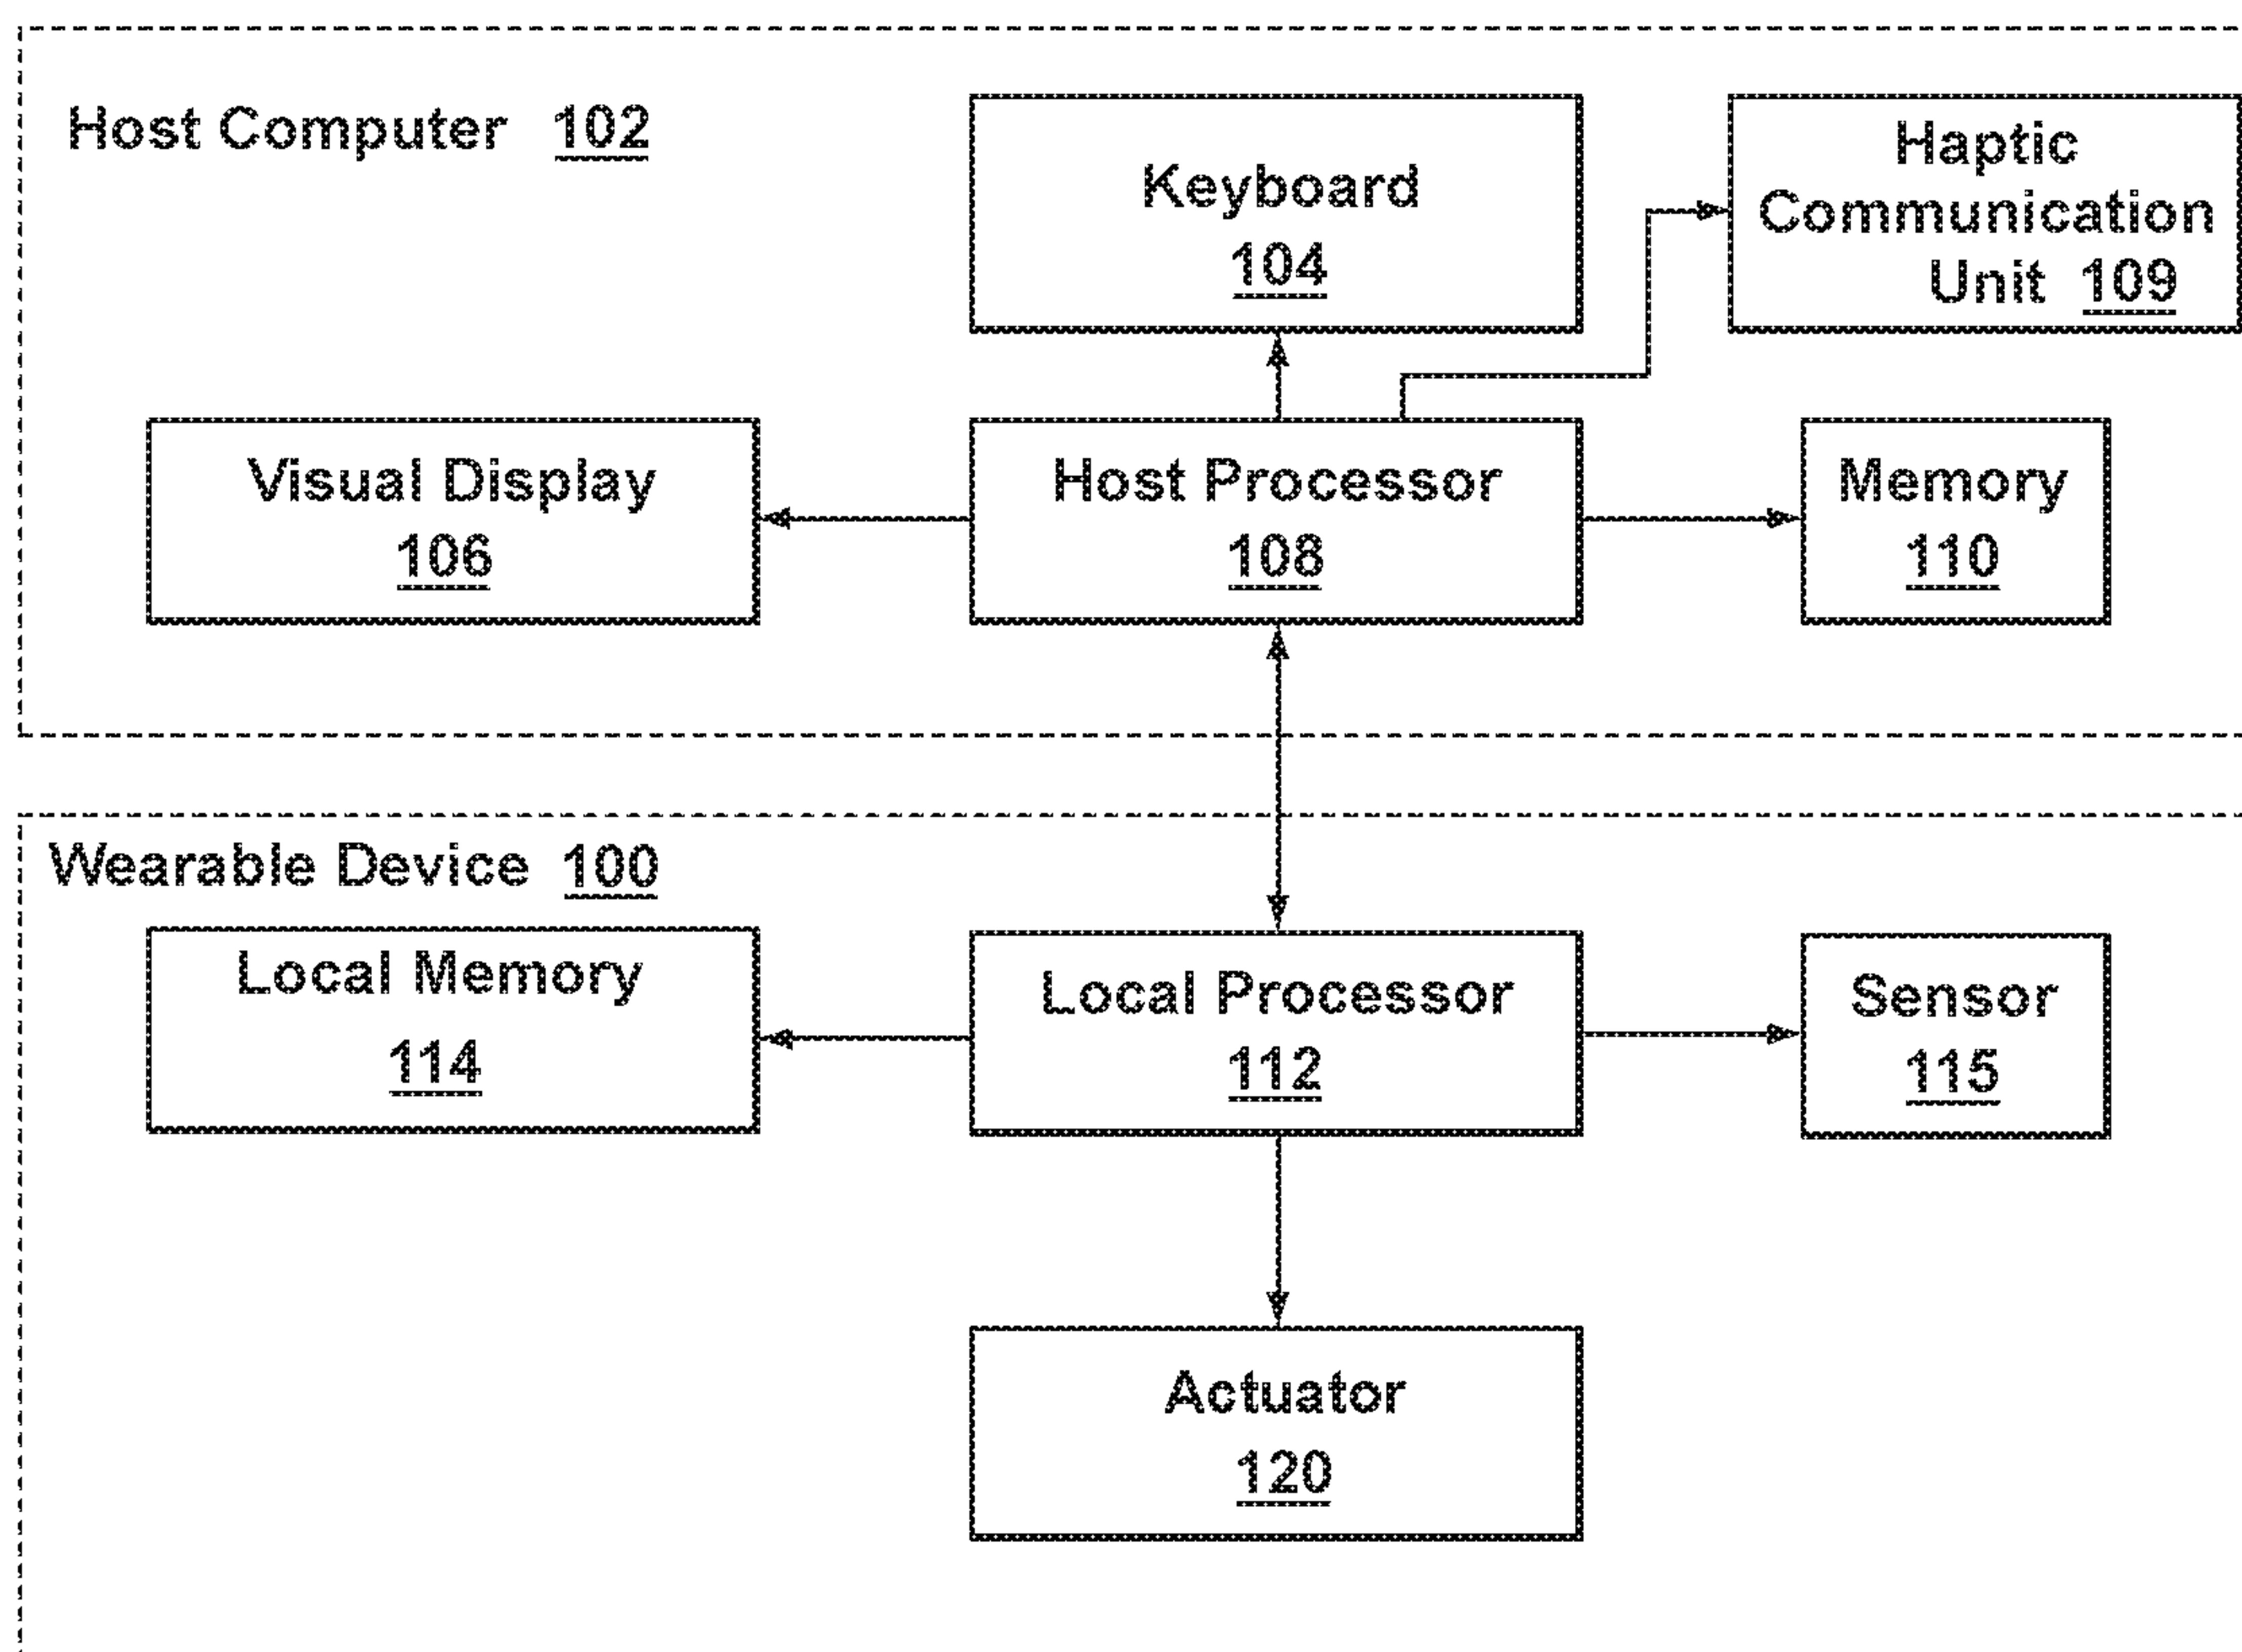 Host Computer 102
Keyboard
104
Haptic
Communication
Unit 109
Visual Display
106
Host Processor
108
Memory
110
Wearable Device 100
Local Memory
114
Local Processor
112
Sensor
115
Actuator
120